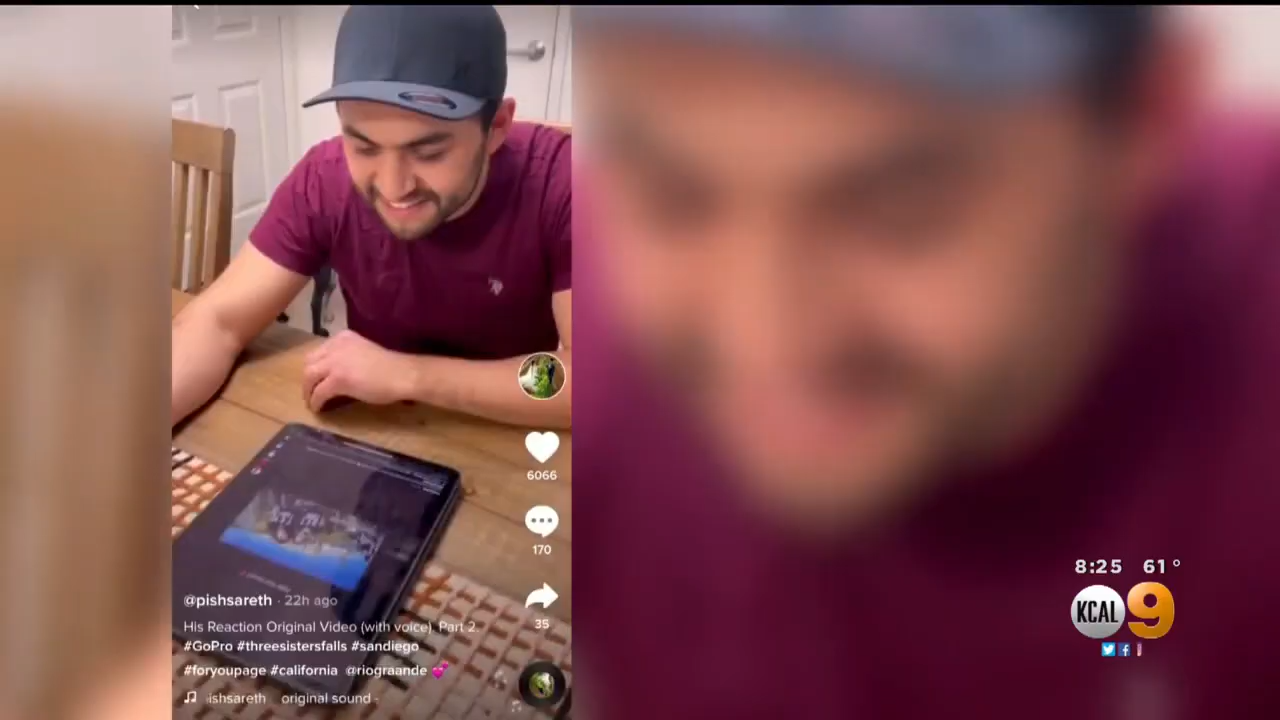 6066
170
35
@pishsareth · 22h ago
His Reaction Original Video (with voice). Part 2.
#GoPro #threesistersfalls #sandiego
#foryoupage #california @riograande 💕
ishsareth original sound -
8:25 61°
KCAL 9